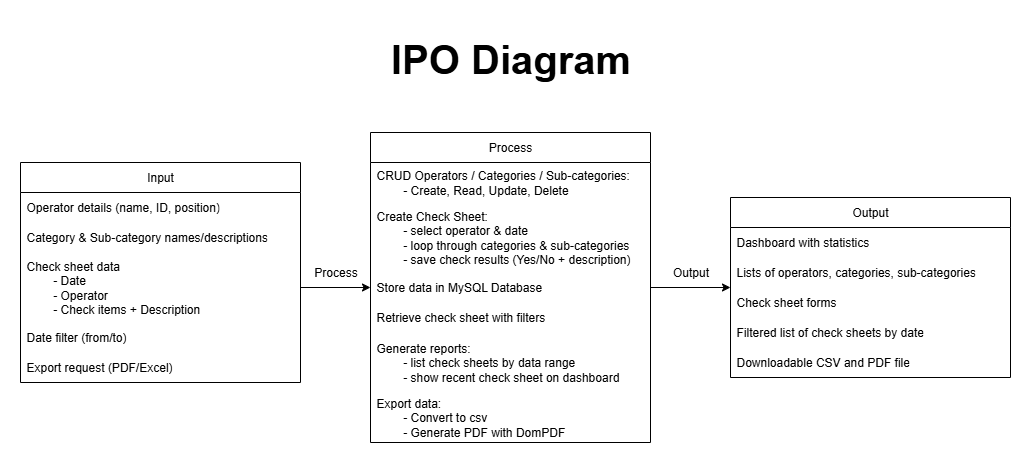 IPO Diagram
Input
Operator details (name, ID, position)
Category & Sub-category names/descriptions
Check sheet data
- Date
- Operator
- Check items + Description
Date filter (from/to)
Export request (PDF/Excel)
Process
Process
CRUD Operators / Categories / Sub-categories:
- Create, Read, Update, Delete
Create Check Sheet:
- select operator & date
- loop through categories & sub-categories
- save check results (Yes/No + description)
Store data in MySQL Database
Retrieve check sheet with filters
Generate reports:
- list check sheets by data range
- show recent check sheet on dashboard
Export data:
- Convert to csv
- Generate PDF with DomPDF
Output
Output
Dashboard with statistics
Lists of operators, categories, sub-categories
Check sheet forms
Filtered list of check sheets by date
Downloadable CSV and PDF file